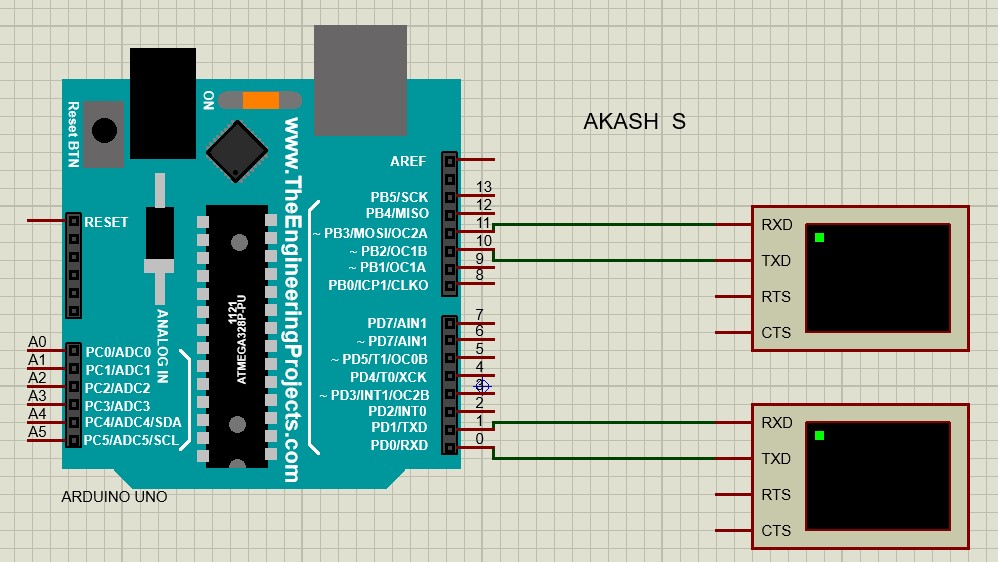 AKASH  S
Reset BTN
ON
www.TheEngineeringProjects.com
RESET
ANALOG IN
1121
ATMEGA328P-PU
A0
A1
A2
A3
A4
A5
PC0/ADC0
PC1/ADC1
PC2/ADC2
PC3/ADC3
PC4/ADC4/SDA
PC5/ADC5/SCL
AREF
PB5/SCK
PB4/MISO
~ PB3/MOSI/OC2A
~ PB2/OC1B
~ PB1/OC1A
PB0/ICP1/CLKO
PD7/AIN1
~ PD7/AIN1
~ PD5/T1/OC0B
PD4/T0/XCK
~ PD3/INT1/OC2B
PD2/INT0
PD1/TXD
PD0/RXD
13
12
11
10
9
8
7
6
5
4
3
2
1
0
RXD
TXD
RTS
CTS
RXD
TXD
RTS
CTS
ARDUINO UNO